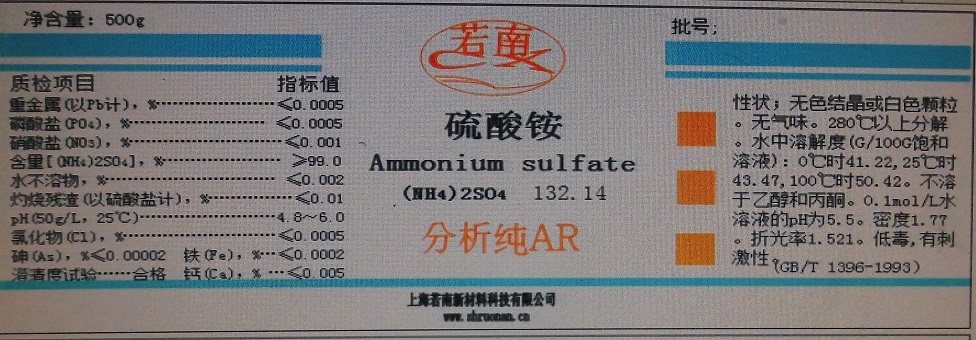 净含量：500g
质检项目 指标值
重金属(以Pb计)，%………………≤0.0005
磷酸盐(PO4)，%………………≤0.0005
硝酸盐(NO3)，%………………≤0.001
含量[(NH4)2SO4]，%………………≥99.0
水不溶物，%………………≤0.002
灼烧残渣(以硫酸盐计)，%………≤0.01
pH(50g/L，25℃)………………4.8～6.0
氯化物(Cl)，%………………≤0.0005
砷(As)，%≤0.00002 铁(Fe)，%…≤0.0002
澄清度试验……合格 钙(Ca)，%…≤0.005
若南
硫酸铵
Ammonium sulfate
(NH4)2SO4 132.14
分析纯AR
上海若南新材料科技有限公司
www.shruonan.cn
批号；
性状；无色结晶或白色颗粒
。无气味。280℃以上分解
。水中溶解度(G/100G饱和
溶液)：0℃时41.22,25℃时
43.47,100℃时50.42。不溶
于乙醇和丙酮。0.1mol/L水
溶液的pH为5.5。密度1.77
。折光率1.521。低毒,有刺
激性。(GB/T 1396-1993)